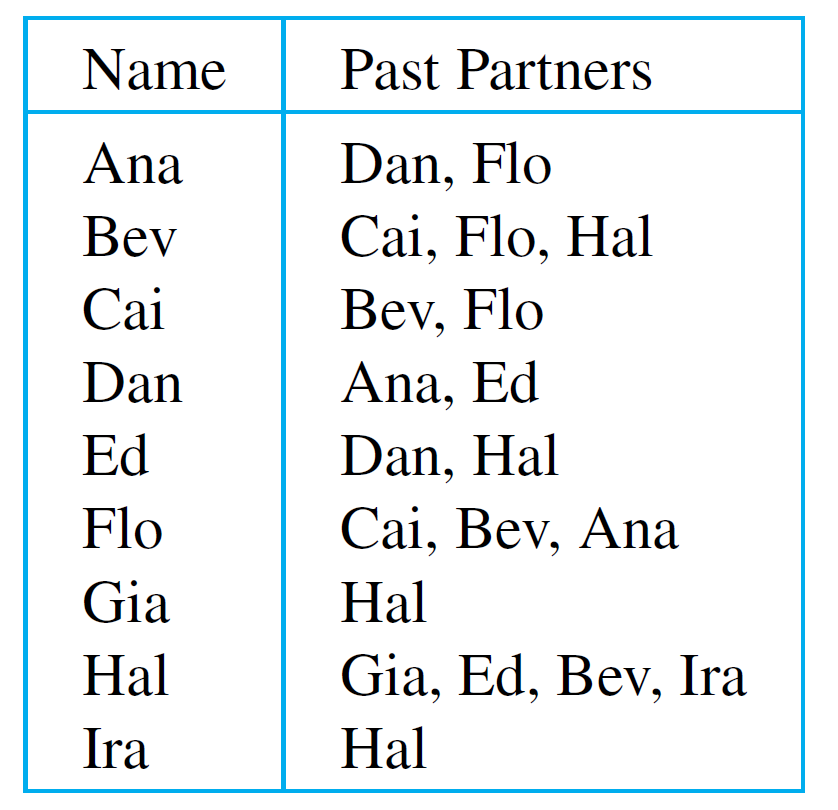 Name Past Partners
Ana Dan, Flo
Bev Cai, Flo, Hal
Cai Bev, Flo
Dan Ana, Ed
Ed Dan, Hal
Flo Cai, Bev, Ana
Gia Hal
Hal Gia, Ed, Bev, Ira
Ira Hal